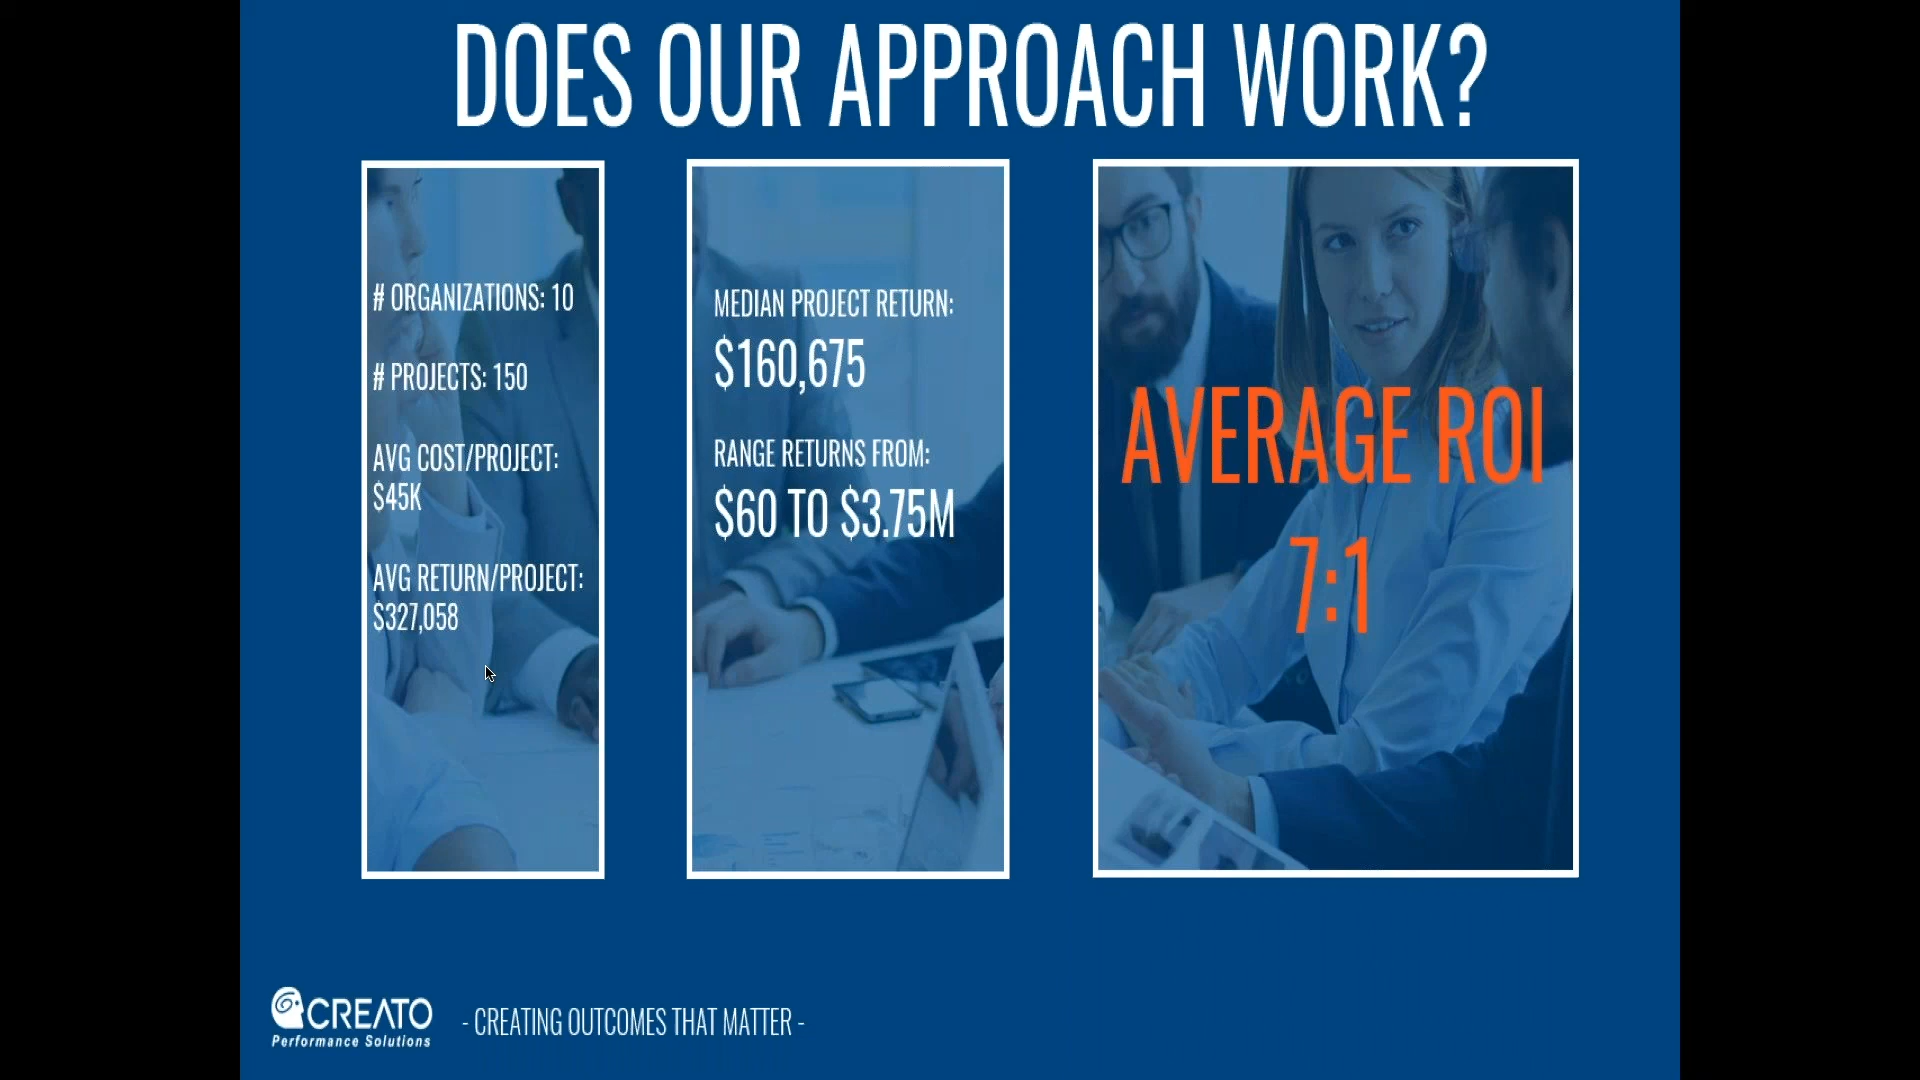 DOES OUR APPROACH WORK?
# ORGANIZATIONS: 10
# PROJECTS: 150
AVG COST/PROJECT:
$45K
AVG RETURN/PROJECT:
$327,058
MEDIAN PROJECT RETURN:
$160,675
RANGE RETURNS FROM:
$60 TO $3.75M
AVERAGE ROI
7:1
CREATO
Performance Solutions
- CREATING OUTCOMES THAT MATTER -